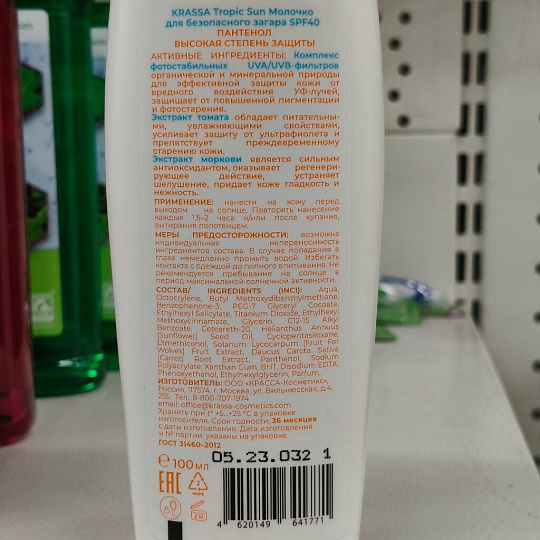 KRASSA Tropic Sun Молочко
для безопасного загара SPF40
ПАНТЕНОЛ
ВЫСОКАЯ СТЕПЕНЬ ЗАЩИТЫ
АКТИВНЫЕ ИНГРЕДИЕНТЫ: Комплекс
фотостабильных UVA/UVB-фильтров
органической и минеральной природы
для эффективной защиты кожи от
вредного воздействия УФ-лучей,
защищает от повышенной пигментации
и фотостарения.
Экстракт томата обладает питательны-
ми, увлажняющими свойствами,
усиливает защиту от ультрафиолета и
препятствует преждевременному
старению кожи.
Экстракт моркови является сильным
антиоксидантом, оказывает регенери-
рующее действие, устраняет
шелушение, придает коже гладкость и
нежность.
ПРИМЕНЕНИЕ: нанести на кожу перед
выходом на солнце. Повторять нанесение
каждые 1,5-2 часа и/или после купания,
вытирания полотенцем.
МЕРЫ ПРЕДОСТОРОЖНОСТИ: возможна
индивидуальная непереносимость
ингредиентов состава. В случае попадания в
глаза немедленно промыть водой. Избегать
контакта с одеждой до полного впитывания. Не
рекомендуется пребывание на солнце в
период максимальной солнечной активности.
СОСТАВ/ INGREDIENTS (INCI): Aqua,
Octocrylene, Butyl Methoxydibenzoylmethane,
Benzophenone-3, PEG-7 Glyceryl Cocoate,
Ethylhexyl Salicylate, Titanium Dioxide, Ethylhexyl
Methoxycinnamate, Glycerin, C12-15 Alkyl
Benzoate, Ceteareth-20, Helianthus Annuus
(Sunflower) Seed Oil, Cyclopentasiloxane,
Dimethiconol, Solanum Lycocarpum (Fruit For
Wolves) Fruit Extract, Daucus Carota Sativa
(Carrot) Root Extract, Panthenol, Sodium
Polyacrylate, Xanthan Gum, BHT, Disodium EDTA,
Phenoxyethanol, Ethylhexylglycerin, Parfum.
ИЗГОТОВИТЕЛЬ: ООО «КРАССА-Косметикс»,
Россия, 117574, г. Москва, ул. Вильнюсская, д.4,
255. Тел.: 8-800-707-1974
email: office@krassa-cosmetics.com
Хранить при t° +5...+25 °С в упаковке
изготовителя. Срок годности: 36 месяцев
с даты изготовления. Дата изготовления
и № партии: указаны на упаковке.
ГОСТ 31460-2012
05.23.032 1
℮ 100мл
EAC
2
HDPE
4 620149 641771